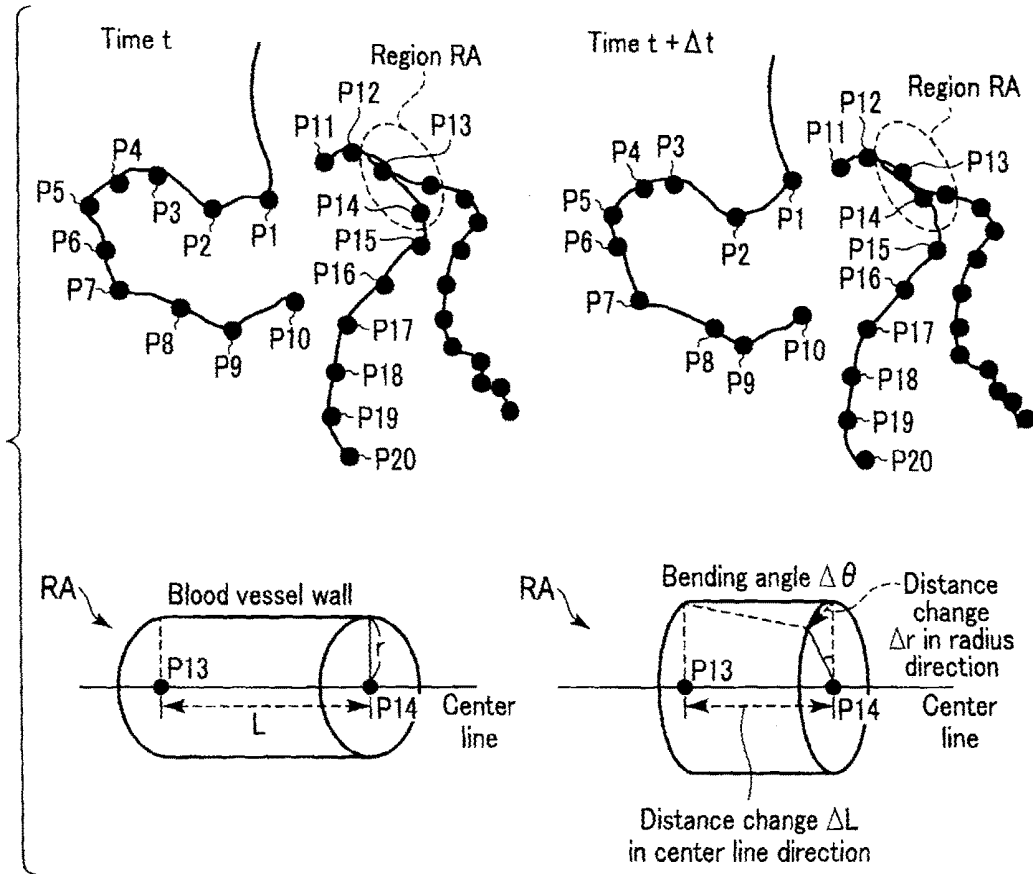 Time t
Region RA
P12
P11
P13
P4
P5
P3
P2
P1
P14
P15
P6
P16
P7
P8
P9
P10
P17
P18
P19
P20
Time t + Δt
Region RA
P12
P11
P13
P4
P3
P5
P1
P14
P2
P15
P6
P16
P7
P8
P9
P10
P17
P18
P19
P20
RA
Blood vessel wall
r
P13
P14
L
Center
line
RA
Bending angle Δθ
Distance
change
Δr in radius
direction
P13
P14
Center
line
Distance change ΔL
in center line direction